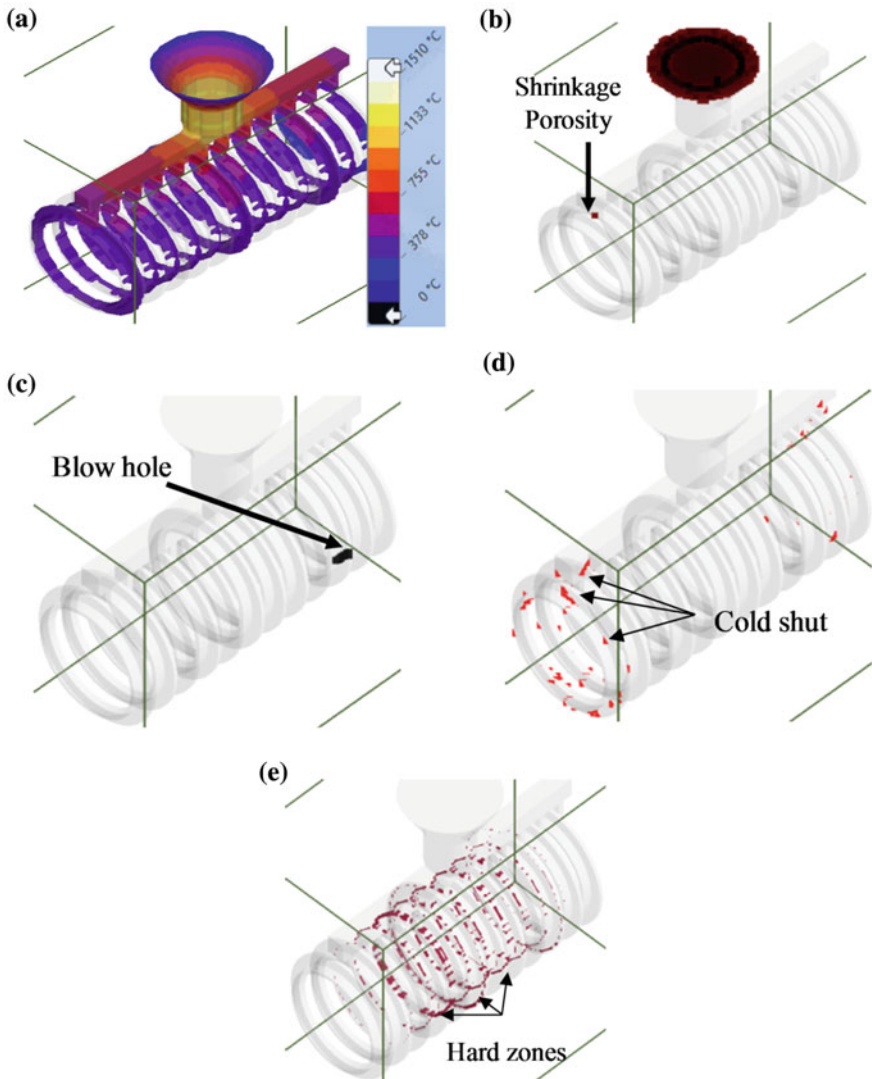 (a)
1510 °C
1133 °C
755 °C
378 °C
0 °C
(b)
Shrinkage
Porosity
(c)
Blow hole
(d)
Cold shut
(e)
Hard zones